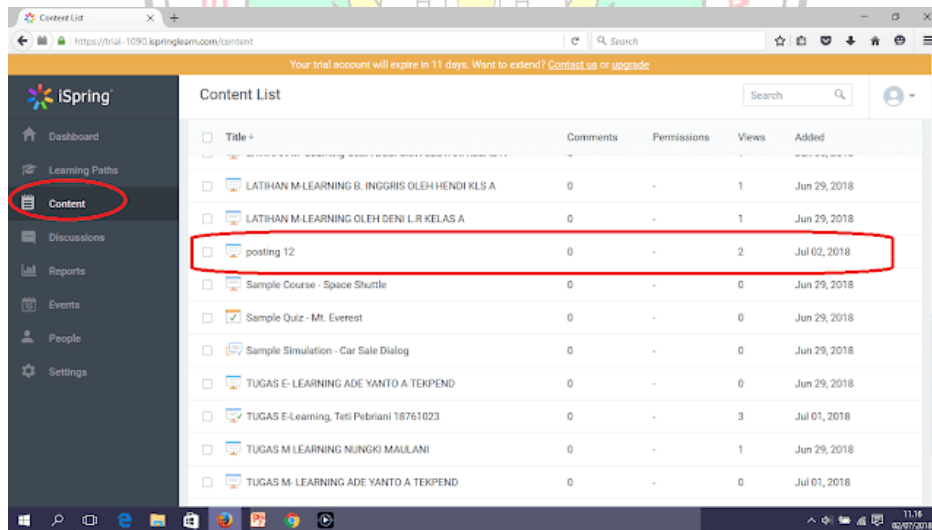 Content List
https://trial-1090.ispringlearn.com/content
Search
Your trial account will expire in 11 days. Want to extend? Contact us or upgrade
iSpring
Content List
Search
Dashboard
Learning Paths
Content
Discussions
Reports
Events
People
Settings
Title Comments Permissions Views Added
LATIHAN M-LEARNING B. INGGRIS OLEH HENDI KLS A 0 - 1 Jun 29, 2018
LATIHAN M-LEARNING OLEH DENI L.R KELAS A 0 - 1 Jun 29, 2018
posting 12 0 - 2 Jul 02, 2018
Sample Course - Space Shuttle 0 - 0 Jun 29, 2018
Sample Quiz - Mt. Everest 0 - 0 Jun 29, 2018
Sample Simulation - Car Sale Dialog 0 - 0 Jun 29, 2018
TUGAS E- LEARNING ADE YANTO A TEKPEND 0 - 0 Jun 29, 2018
TUGAS E-Learning, Teti Pebriani 18761023 0 - 3 Jul 01, 2018
TUGAS M LEARNING NUNGKI MAULANI 0 - 1 Jun 29, 2018
TUGAS M- LEARNING ADE YANTO A TEKPEND 0 - 0 Jul 01, 2018
11.16
02/07/2018